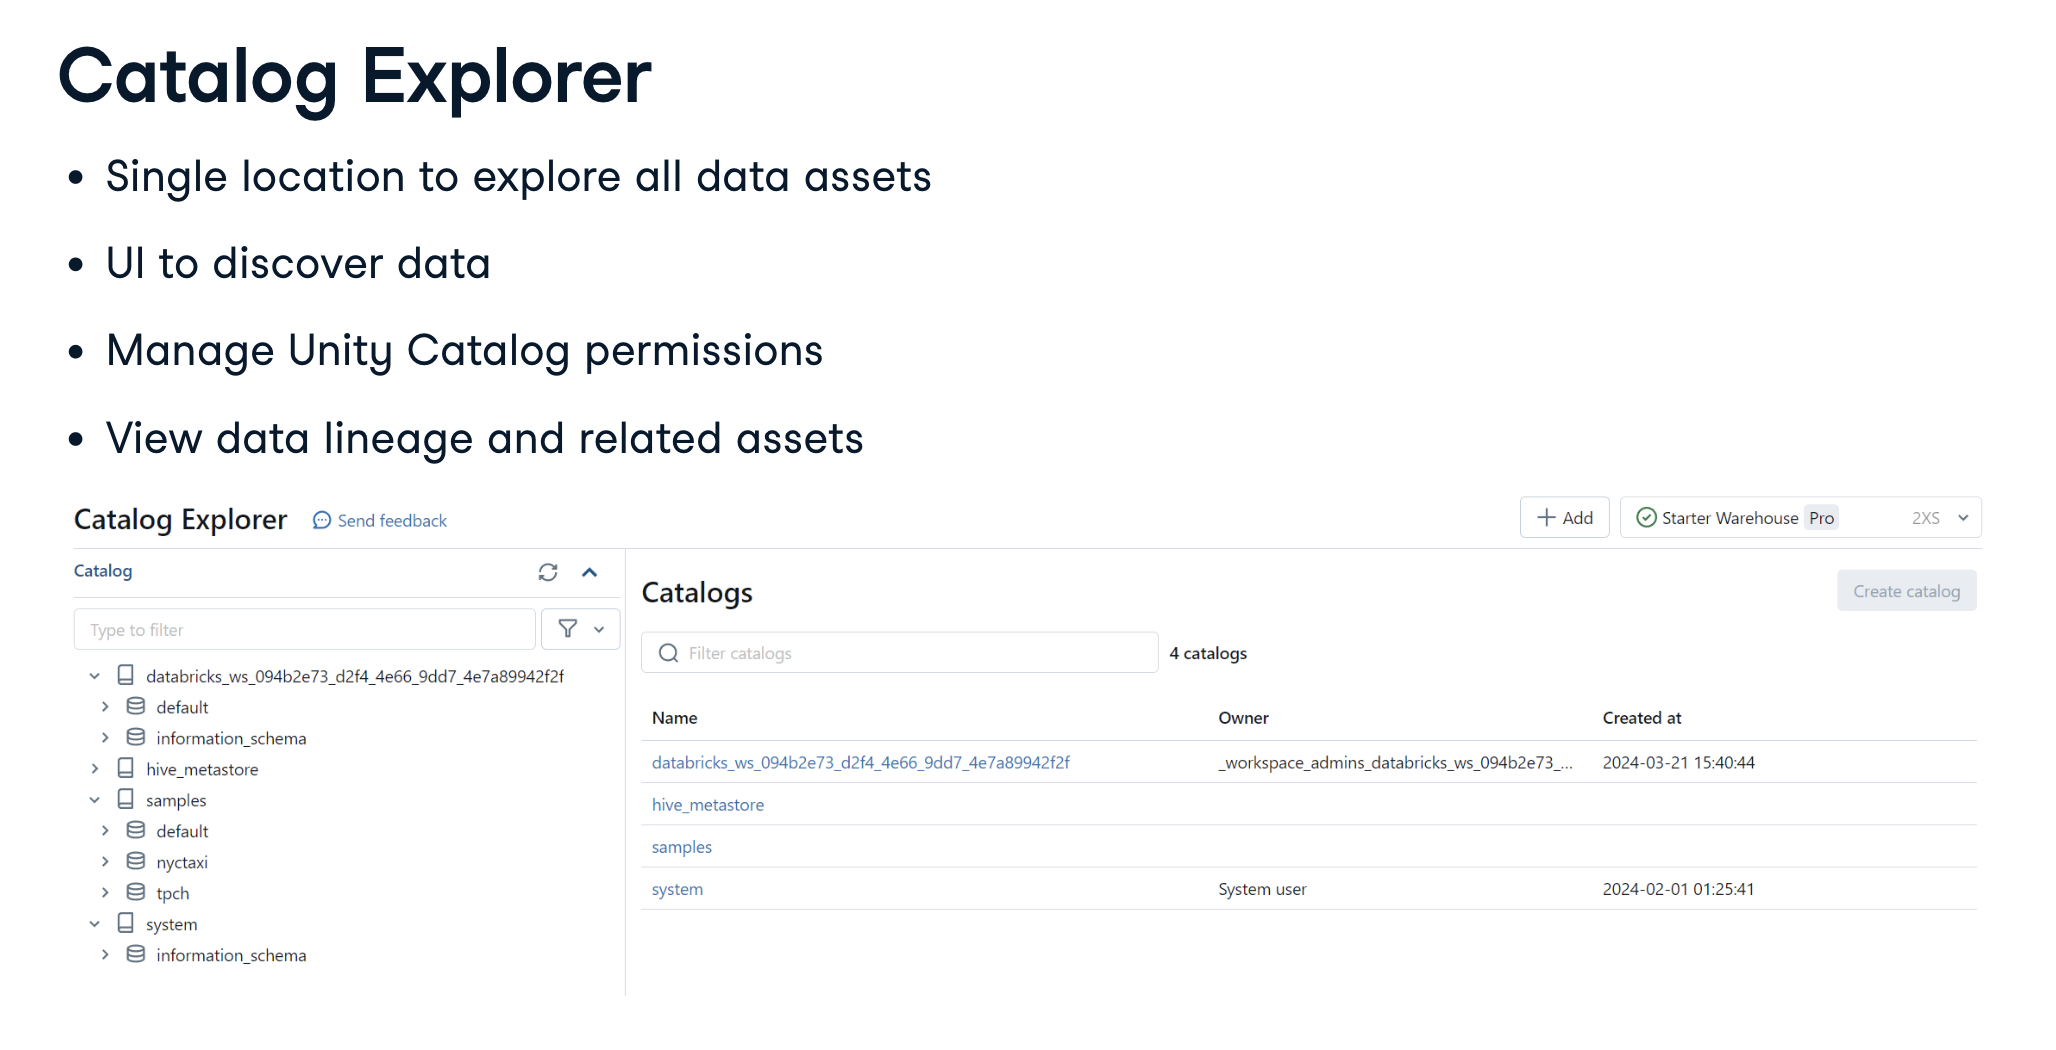 Catalog Explorer
• Single location to explore all data assets
• UI to discover data
• Manage Unity Catalog permissions
• View data lineage and related assets
Catalog Explorer Send feedback
Add Starter Warehouse Pro 2XS
Catalog
Type to filter
databricks_ws_094b2e73_d2f4_4e66_9dd7_4e7a89942f2f
default
information_schema
hive_metastore
samples
default
nyctaxi
tpch
system
information_schema
Catalogs
Create catalog
Filter catalogs 4 catalogs
Name Owner Created at
databricks_ws_094b2e73_d2f4_4e66_9dd7_4e7a89942f2f _workspace_admins_databricks_ws_094b2e73_... 2024-03-21 15:40:44
hive_metastore
samples
system System user 2024-02-01 01:25:41